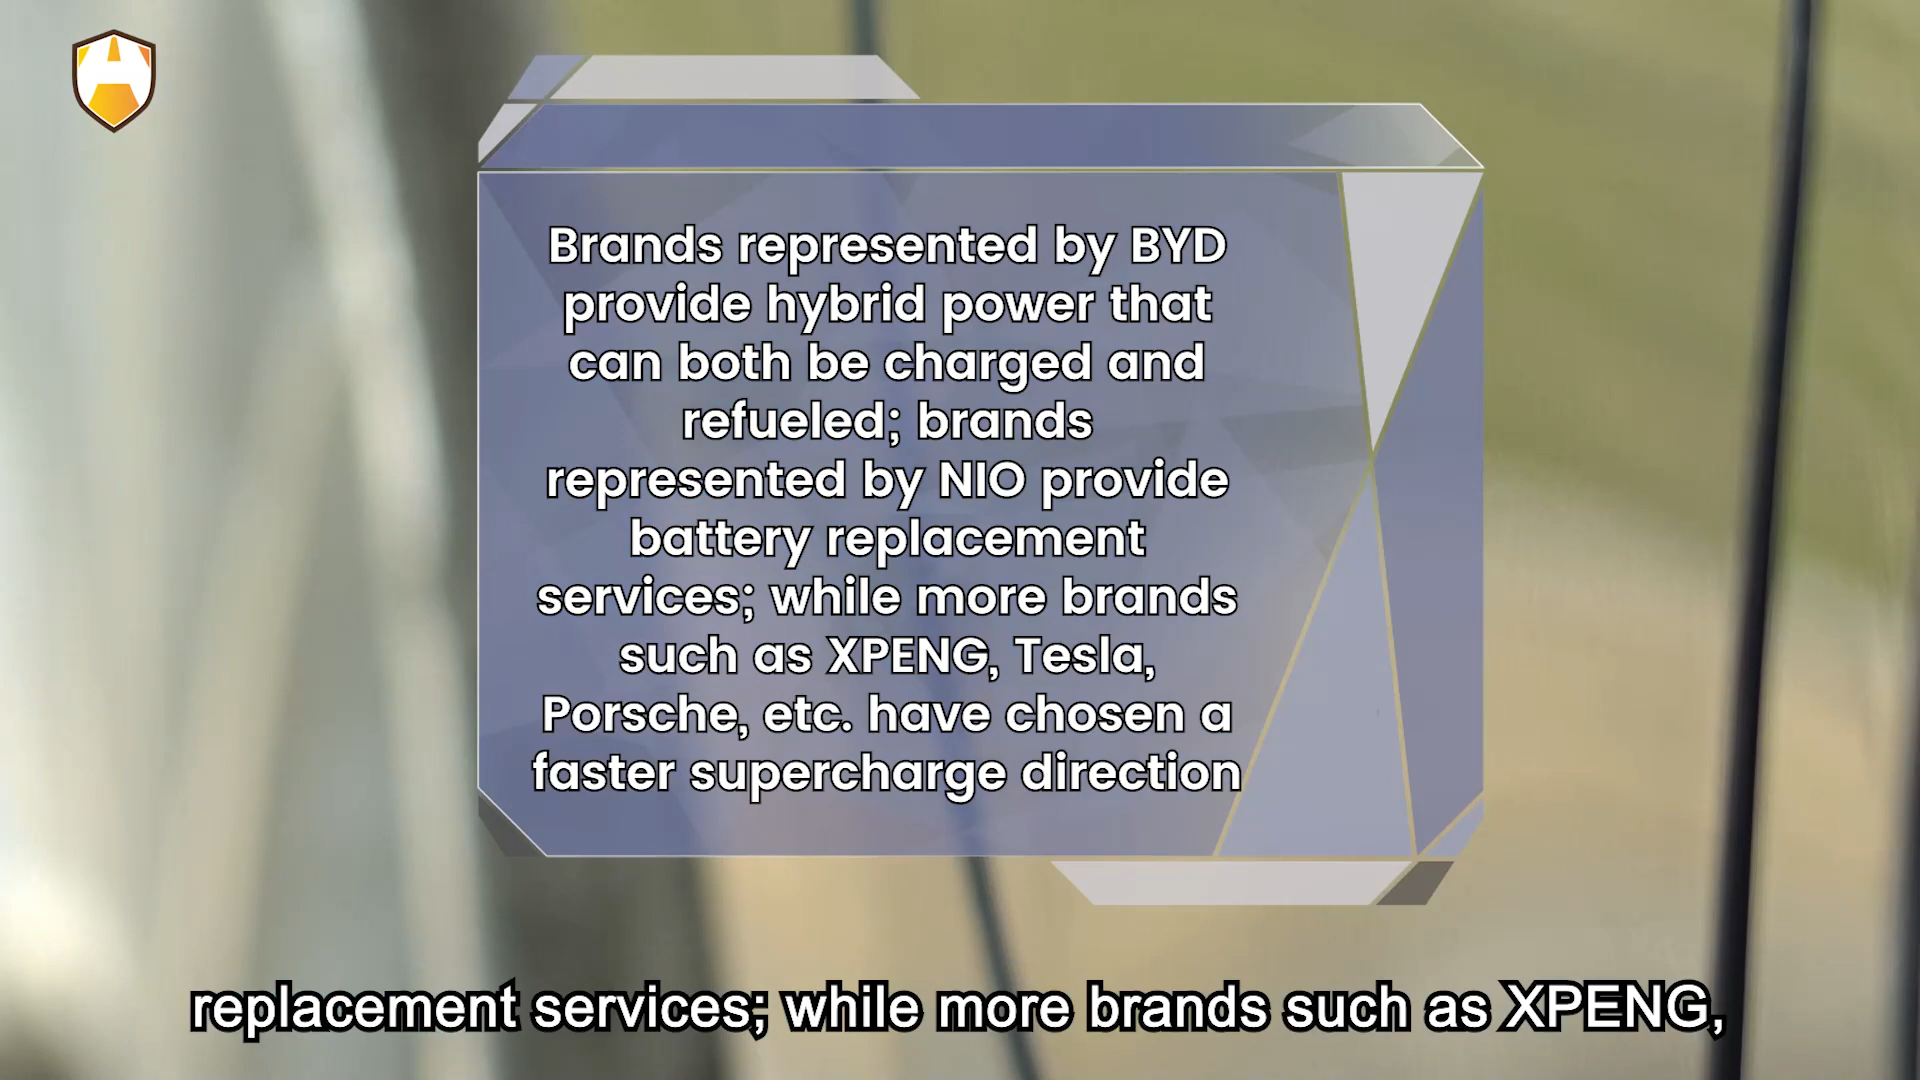 Brands represented by BYD
provide hybrid power that
can both be charged and
refueled; brands
represented by NIO provide
battery replacement
services; while more brands
such as XPENG, Tesla,
Porsche, etc. have chosen a
faster supercharge direction
replacement services; while more brands such as XPENG,